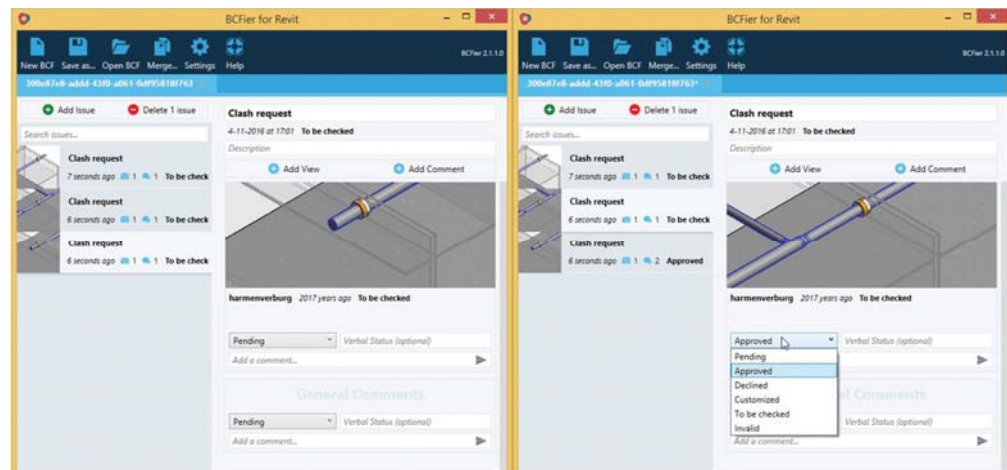 BCFier for Revit
New BCF Save as... Open BCF Merge... Settings Help
BCFier 2.1.1.0
300e87e8-addd-43f0-a061-0df95818f763
Add Issue Delete 1 issue
Search issues...
Clash request
7 seconds ago 1 1 To be check
Clash request
6 seconds ago 1 1 To be check
Clash request
6 seconds ago 1 1 To be check
Clash request
4-11-2016 at 17:01 To be checked
Description
Add View Add Comment
harmenverburg 2017 years ago To be checked
Pending Verbal Status (optional)
Add a comment...
General Comments
Pending Verbal Status (optional)
Add a comment...
BCFier for Revit
New BCF Save as... Open BCF Merge... Settings Help
BCFier 2.1.1.0
300e87e8-addd-43f0-a061-0df95818f763*
Add Issue Delete 1 issue
Search issues...
Clash request
7 seconds ago 1 1 To be check
Clash request
6 seconds ago 1 1 To be check
Clash request
6 seconds ago 1 2 Approved
Clash request
4-11-2016 at 17:01 To be checked
Description
Add View Add Comment
harmenverburg 2017 years ago To be checked
Approved Verbal Status (optional)
Pending
Approved
Declined
Customized
To be checked
Invalid
Comments
Verbal Status (optional)
Add a comment...